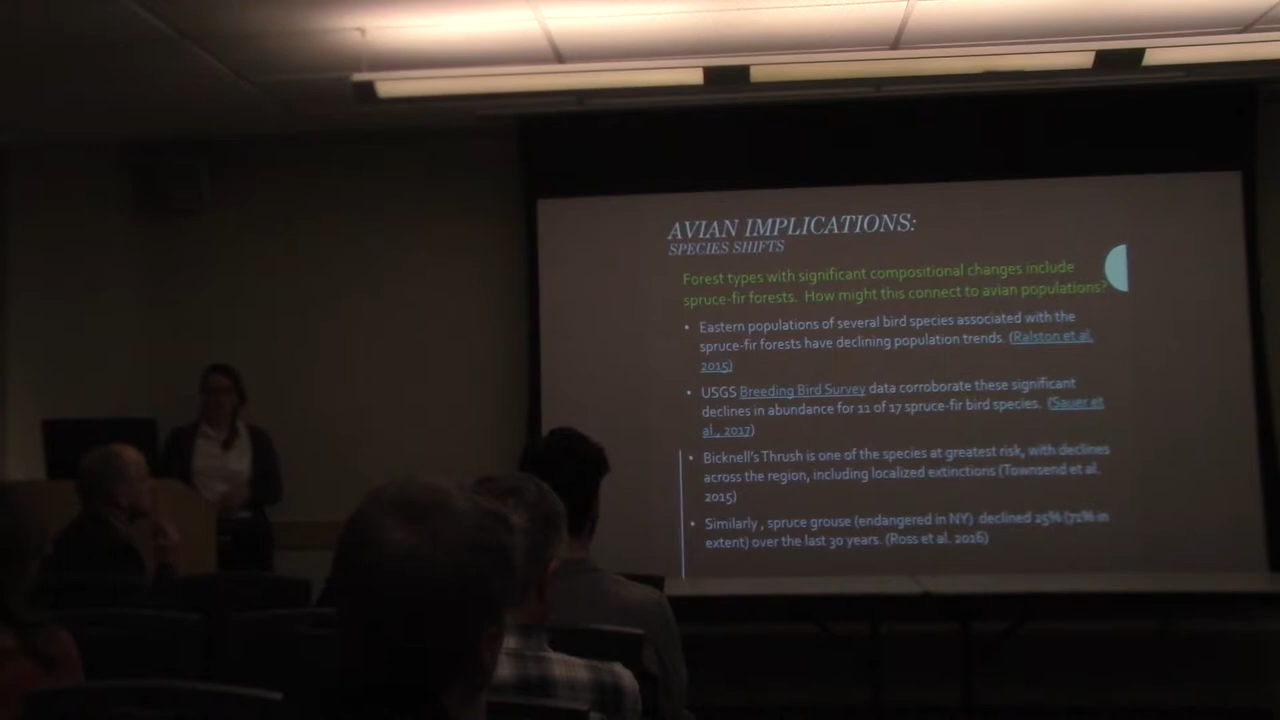 AVIAN IMPLICATIONS:
SPECIES SHIFTS
Forest types with significant compositional changes include
spruce-fir forests. How might this connect to avian populations?
• Eastern populations of several bird species associated with the
spruce-fir forests have declining population trends. (Ralston et al.
2015)
• USGS Breeding Bird Survey data corroborate these significant
declines in abundance for 11 of 17 spruce-fir bird species. (Sauer et
al., 2017)
• Bicknell's Thrush is one of the species at greatest risk, with declines
across the region, including localized extinctions (Townsend et al.
2015)
• Similarly , spruce grouse (endangered in NY) declined 25% (71% in
extent) over the last 30 years. (Ross et al. 2016)